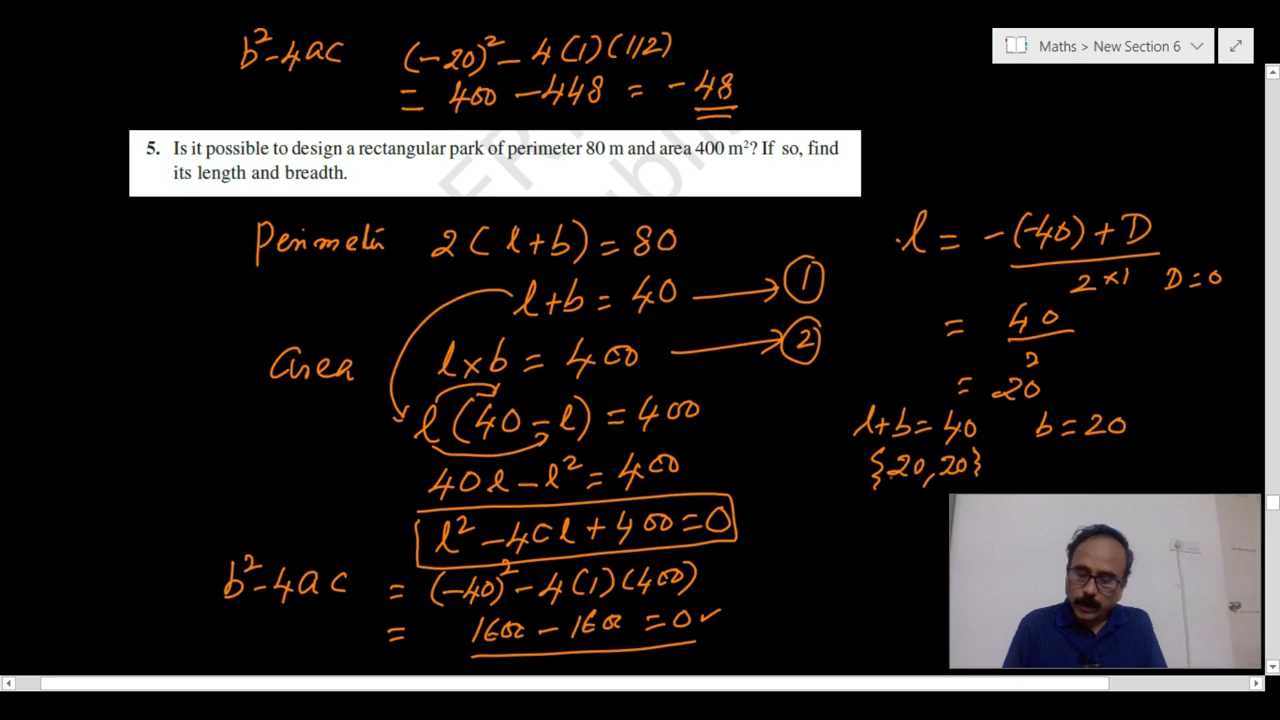 Maths > New Section 6
b² - 4ac (-20)² - 4(1)(112)
= 400 - 448 = -48
5. Is it possible to design a rectangular park of perimeter 80 m and area 400 m²? If so, find
its length and breadth.
Perimeter 2(l+b) = 80
l+b = 40 → ①
Area l×b = 400 → ②
l(40-l) = 400
40l - l² = 400
l² - 40l + 400 = 0
b² - 4ac = (-40)² - 4(1)(400)
= 1600 - 1600 = 0 ✓
l = -(-40) + D
2×1 D=0
= 40
2
= 20
l+b = 40 b = 20
{20, 20}